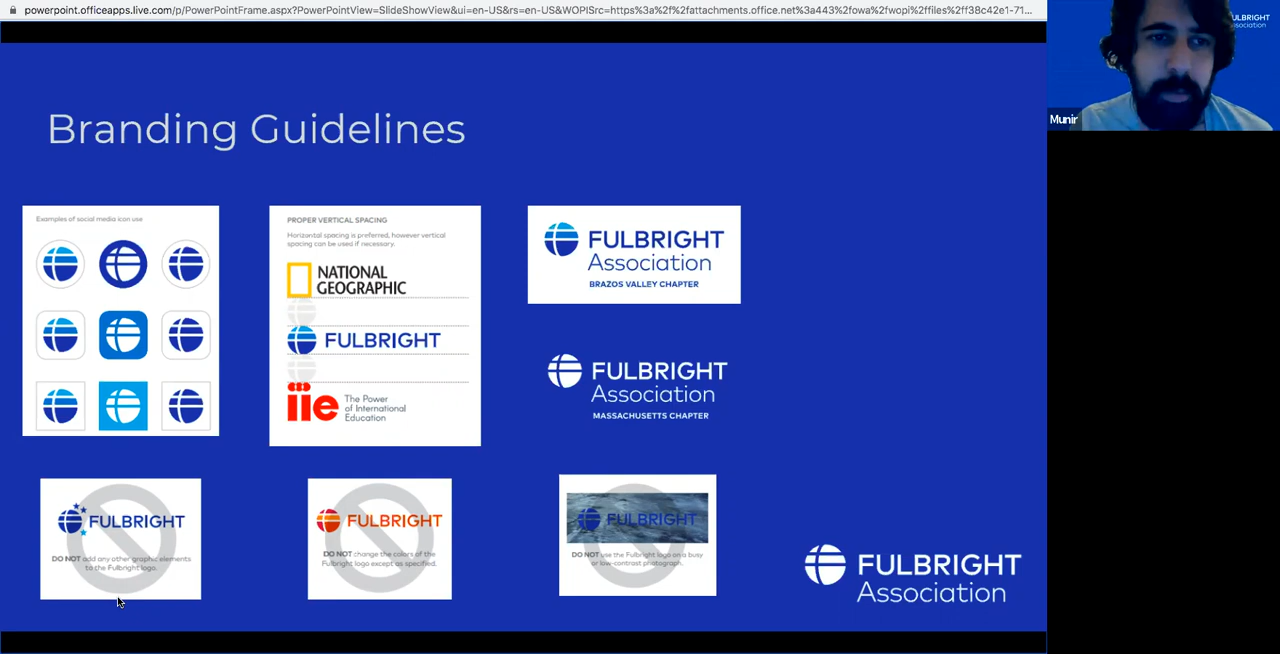 powerpoint.officeapps.live.com/p/PowerPointFrame.aspx?PowerPointView=SlideShowView&ui=en-US&rs=en-US&WOPISrc=https%3a%2f%2fattachments.office.net%3a443%2fowa%2fwopi%2ffiles%2ff38c42e1-71...
ULBRIGHT
ssociation
Munir
Branding Guidelines
Examples of social media icon use
PROPER VERTICAL SPACING
Horizontal spacing is preferred, however vertical
spacing can be used if necessary.
NATIONAL
GEOGRAPHIC
FULBRIGHT
iie The Power
of International
Education
FULBRIGHT
Association
BRAZOS VALLEY CHAPTER
FULBRIGHT
Association
MASSACHUSETTS CHAPTER
FULBRIGHT
DO NOT add any other graphic elements
to the Fulbright logo.
FULBRIGHT
DO NOT change the colors of the
Fulbright logo except as specified.
FULBRIGHT
DO NOT use the Fulbright logo on a busy
or low-contrast photograph.
FULBRIGHT
Association